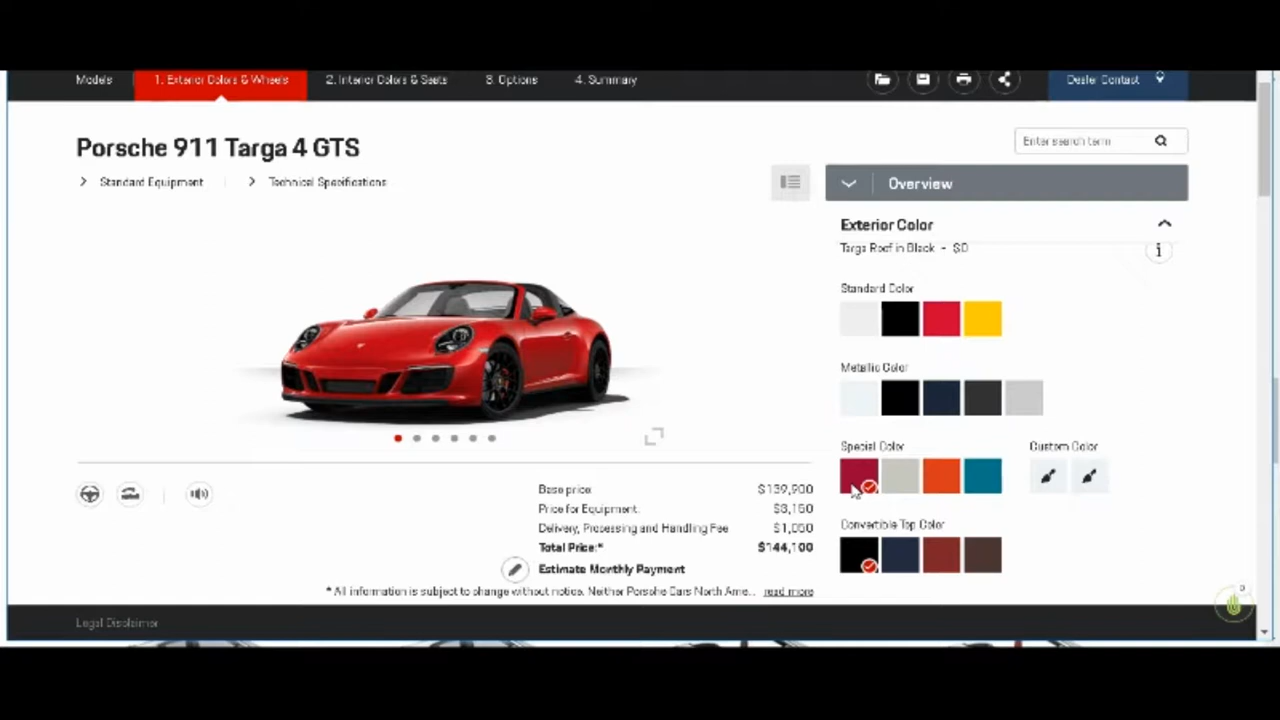 Models 1. Exterior Colors & Wheels 2. Interior Colors & Seats 3. Options 4. Summary Dealer Contact
Porsche 911 Targa 4 GTS
Enter search term
Standard Equipment Technical Specifications
Overview
Exterior Color
Targa Roof in Black - $0
i
Standard Color
Metallic Color
Special Color Custom Color
Convertible Top Color
Base price: $139,900
Price for Equipment: $3,150
Delivery, Processing and Handling Fee $1,050
Total Price:* $144,100
Estimate Monthly Payment
* All information is subject to change without notice. Neither Porsche Cars North Ame... read more
0
Legal Disclaimer